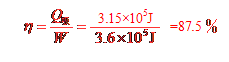 η = Q吸/W = 3.15×10⁵J/3.6×10⁵J =87.5 %